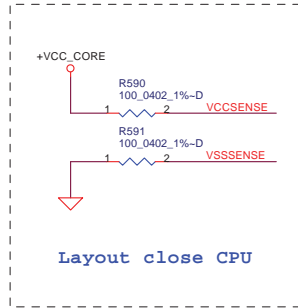 +VCC_CORE
R590
100_0402_1%~D
1 2 VCCSENSE
R591
100_0402_1%~D
1 2 VSSSENSE
Layout close CPU